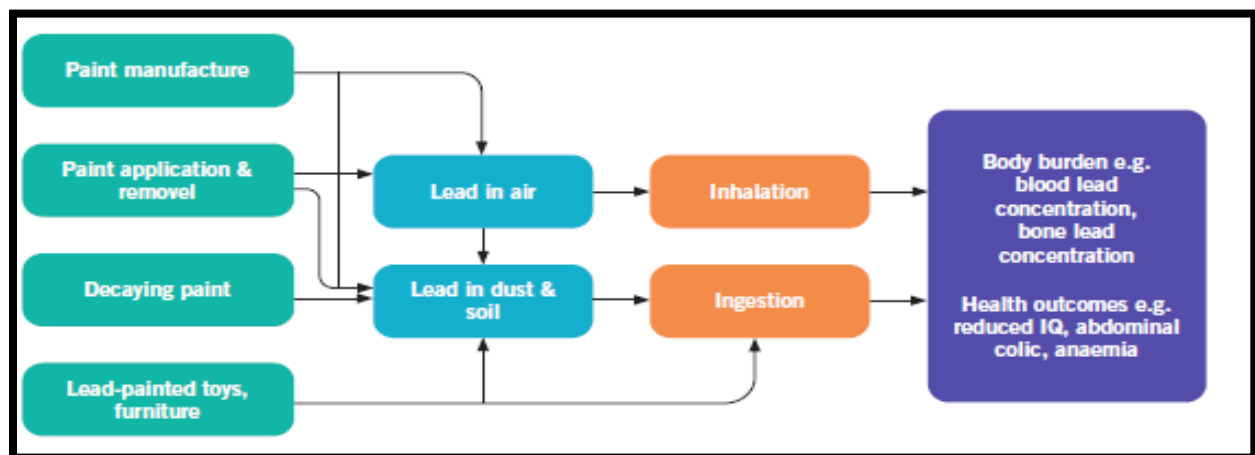 Paint manufacture
Paint application &
removel
Decaying paint
Lead-painted toys,
furniture
Lead in air
Lead in dust &
soil
Inhalation
Ingestion
Body burden e.g.
blood lead
concentration,
bone lead
concentration
Health outcomes e.g.
reduced IQ, abdominal
colic, anaemia